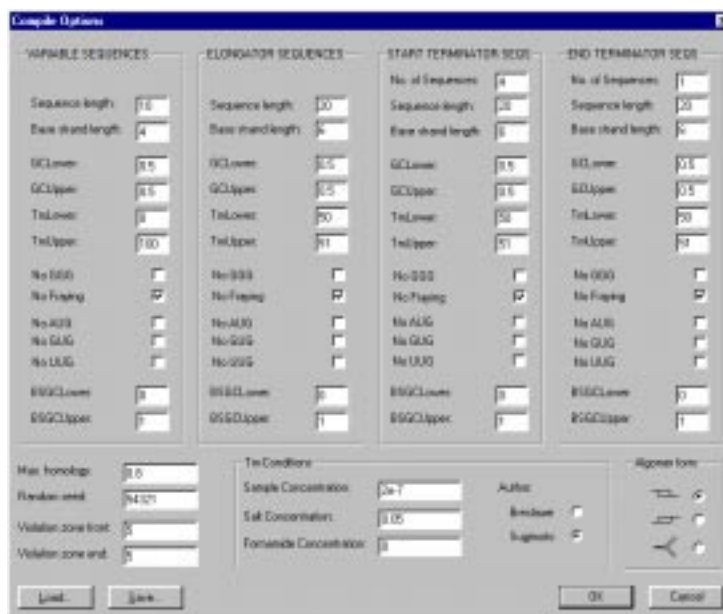 Compile Options
VARIABLE SEQUENCES
Sequence length: 10
Base strand length: 4
GCLower: 0.5
GCUpper: 0.5
TmLower: 0
TmUpper: 100
No GGG
No Fraying
No AUG
No GUG
No UUG
BSGCLower: 0
BSGCUpper: 1
ELONGATOR SEQUENCES
Sequence length: 20
Base strand length: 6
GCLower: 0.5
GCUpper: 0.5
TmLower: 50
TmUpper: 51
No GGG
No Fraying
No AUG
No GUG
No UUG
BSGCLower: 0
BSGCUpper: 1
START TERMINATOR SEQS
No. of Sequences: 4
Sequence length: 20
Base strand length: 6
GCLower: 0.5
GCUpper: 0.5
TmLower: 50
TmUpper: 51
No GGG
No Fraying
No AUG
No GUG
No UUG
BSGCLower: 0
BSGCUpper: 1
END TERMINATOR SEQS
No. of Sequences: 1
Sequence length: 20
Base strand length: 6
GCLower: 0.5
GCUpper: 0.5
TmLower: 50
TmUpper: 51
No GGG
No Fraying
No AUG
No GUG
No UUG
BSGCLower: 0
BSGCUpper: 1
Max. homology: 0.6
Random seed:
Violation zone front: 5
Violation zone end: 5
Tm Conditions
Sample Concentration: 2e-7
Salt Concentration: 0.05
Formamide Concentration: 0
Author:
Breslauer
Sugimoto
Load...
Save...
OK
Cancel